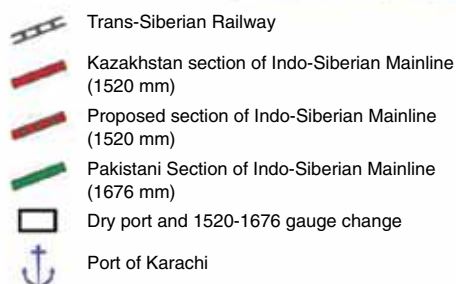 Trans-Siberian Railway
Kazakhstan section of Indo-Siberian Mainline
(1520 mm)
Proposed section of Indo-Siberian Mainline
(1520 mm)
Pakistani Section of Indo-Siberian Mainline
(1676 mm)
Dry port and 1520-1676 gauge change
Port of Karachi